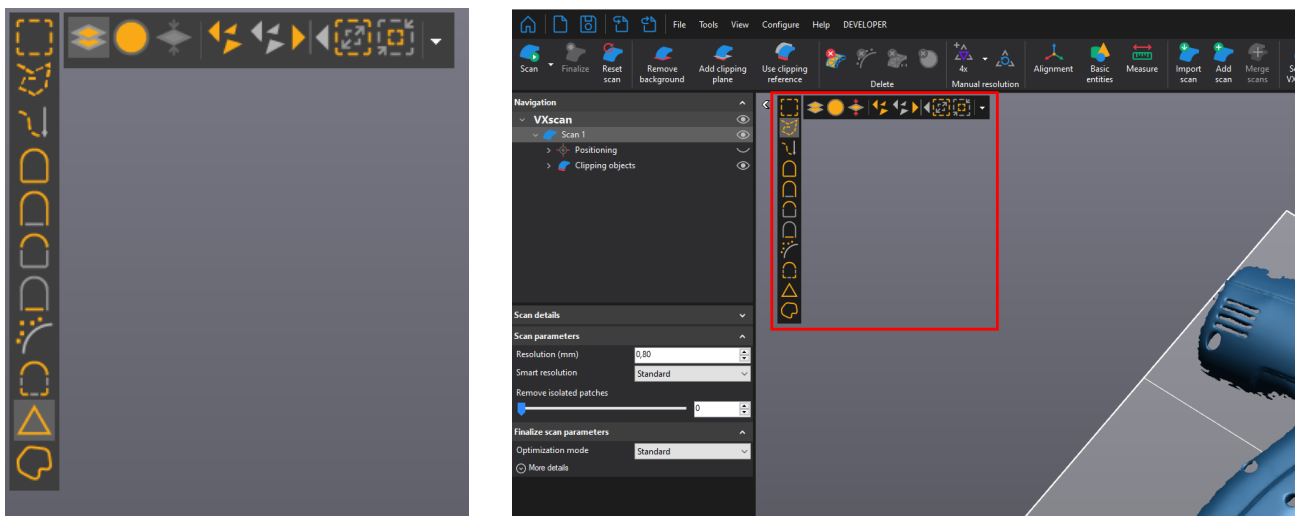 File Tools View Configure Help DEVELOPER
Scan Finalize Reset scan Remove background Add clipping plane Use clipping reference Delete 4x Manual resolution Alignment Basic entities Measure Import scan Add scan Merge scans
Navigation
VXscan
Scan 1
Positioning
Clipping objects
Scan details
Scan parameters
Resolution (mm) 0,80
Smart resolution Standard
Remove isolated patches
0
Finalize scan parameters
Optimization mode Standard
More details